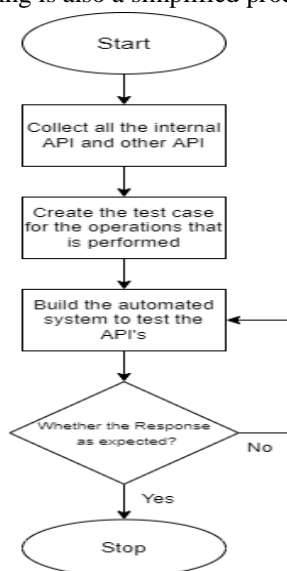 ing is also a simplified proc
Start
Collect all the internal
API and other API
Create the test case
for the operations that
is performed
Build the automated
system to test the
API's
Whether the Response
as expected?
No
Yes
Stop